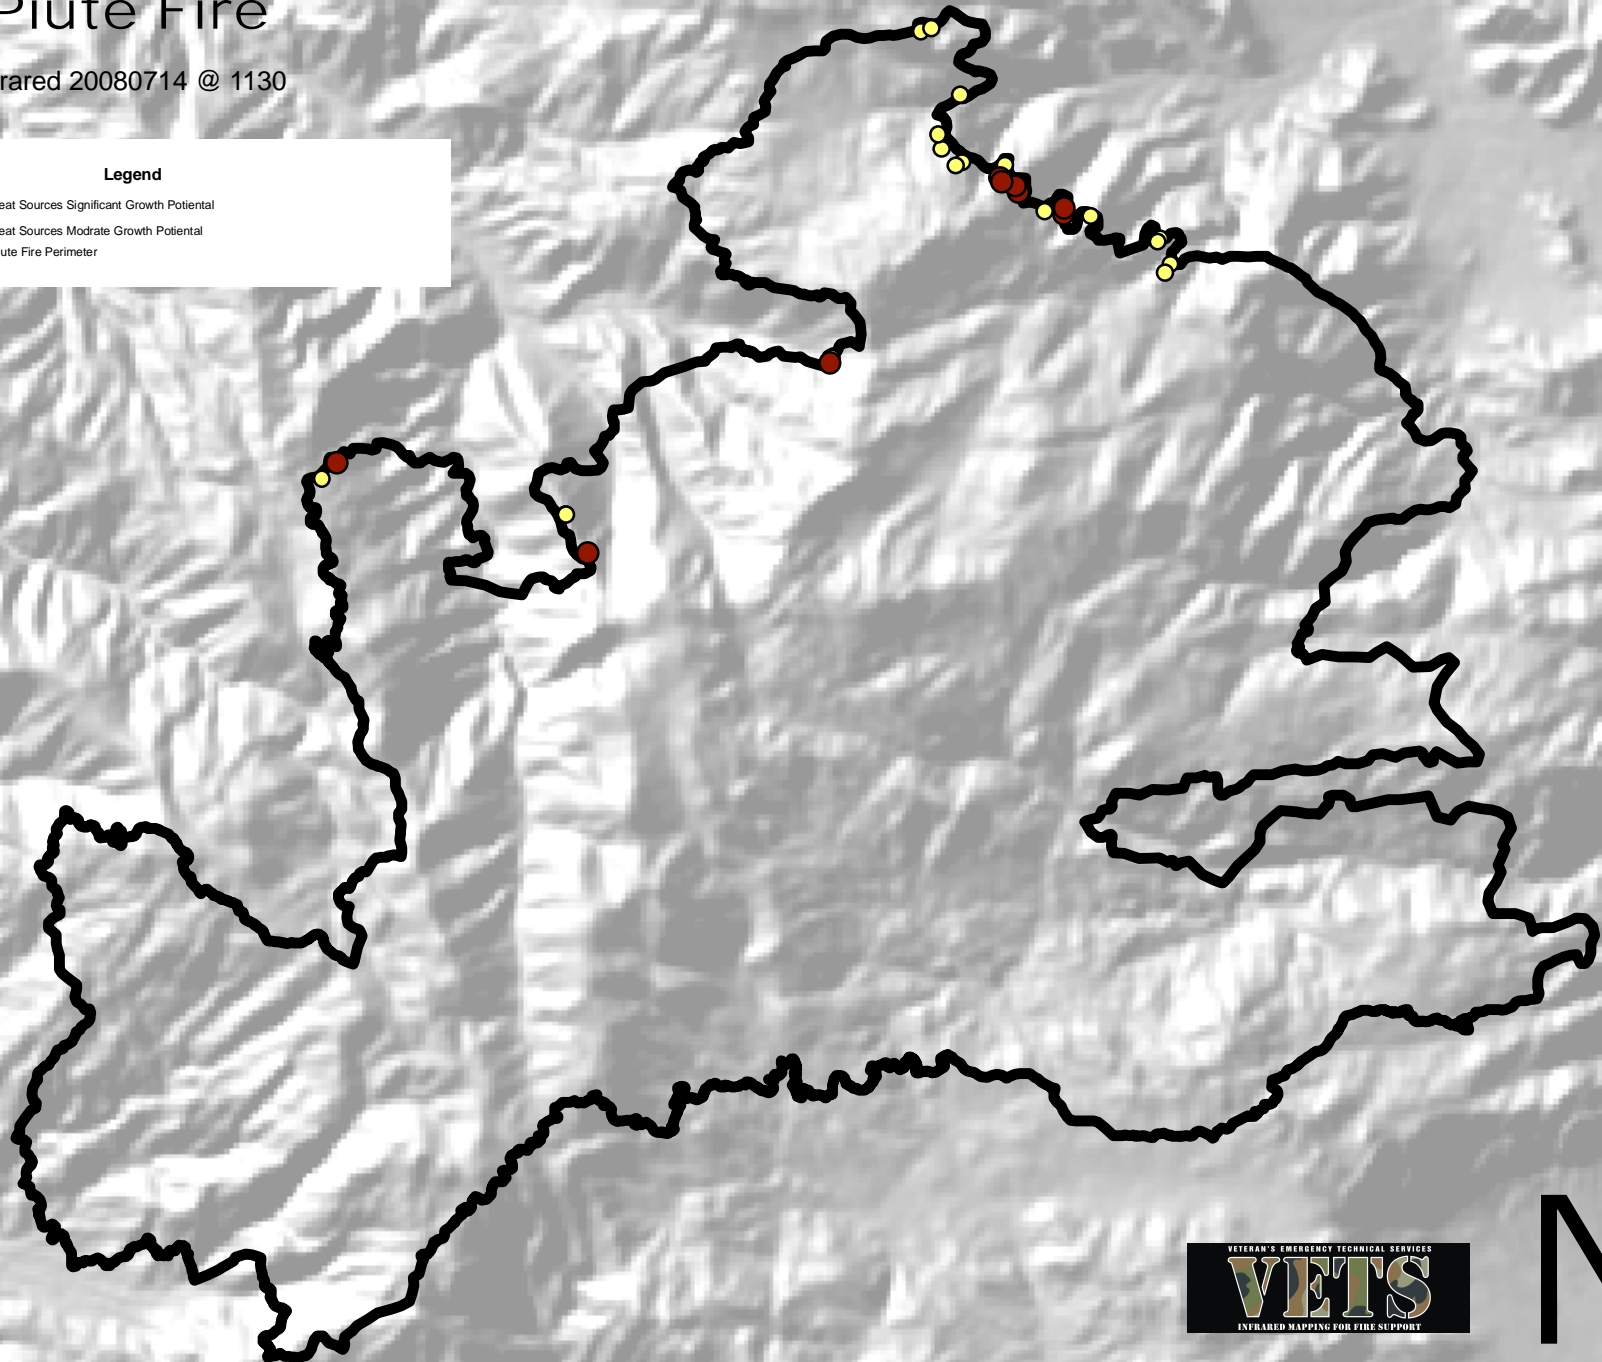 Piute Fire
rared 20080714 @ 1130
Legend
eat Sources Significant Growth Potiental
eat Sources Modrate Growth Potiental
ute Fire Perimeter
VETERAN'S EMERGENCY TECHNICAL SERVICES
VETS
INFRARED MAPPING FOR FIRE SUPPORT
N